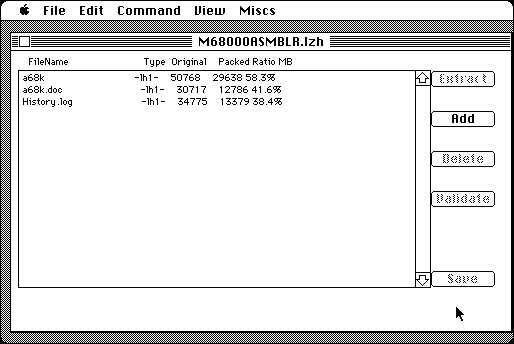 File Edit Command View Miscs
M68000ASMBLR.lzh
FileName Type Original Packed Ratio MB
a68k -lh1- 50768 29638 58.3%
a68k.doc -lh1- 30717 12786 41.6%
History.log -lh1- 34775 13379 38.4%
Extract
Add
Delete
Validate
Save